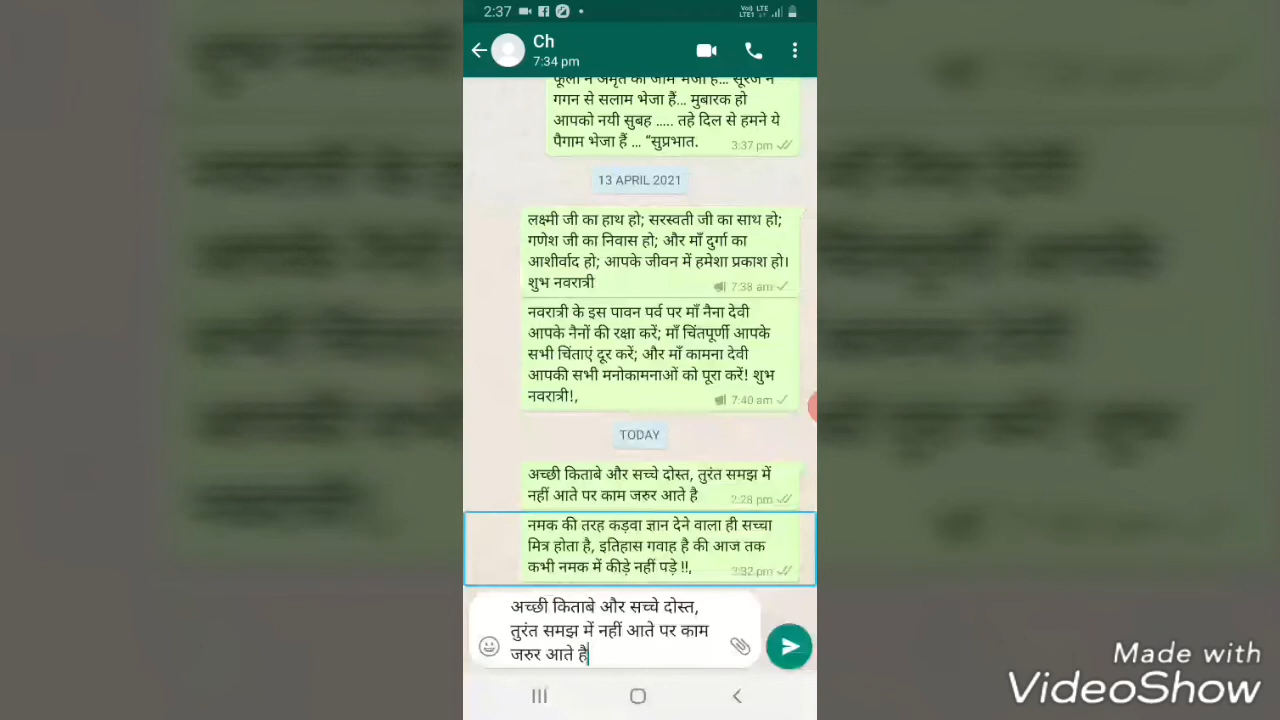 2:37
Vo) LTE
LTE1
Ch
7:34 pm
फूलों ने अमृत का जाम भेजा है... सूरज ने
गगन से सलाम भेजा हैं... मुबारक हो
आपको नयी सुबह ..... तहे दिल से हमने ये
पैगाम भेजा हैं ... “सुप्रभात.
3:37 pm
13 APRIL 2021
लक्ष्मी जी का हाथ हो; सरस्वती जी का साथ हो;
गणेश जी का निवास हो; और माँ दुर्गा का
आशीर्वाद हो; आपके जीवन में हमेशा प्रकाश हो।
शुभ नवरात्री
7:38 am
नवरात्री के इस पावन पर्व पर माँ नैना देवी
आपके नैनों की रक्षा करें; माँ चिंतपूर्णी आपके
सभी चिंताएं दूर करें; और माँ कामना देवी
आपकी सभी मनोकामनाओं को पूरा करें! शुभ
नवरात्री!,
7:40 am
TODAY
अच्छी किताबे और सच्चे दोस्त, तुरंत समझ में
नहीं आते पर काम जरुर आते है
2:28 pm
नमक की तरह कड़वा ज्ञान देने वाला ही सच्चा
मित्र होता है, इतिहास गवाह है की आज तक
कभी नमक में कीड़े नहीं पड़े !!,
2:32 pm
अच्छी किताबे और सच्चे दोस्त,
तुरंत समझ में नहीं आते पर काम
जरुर आते है
Made with
VideoShow